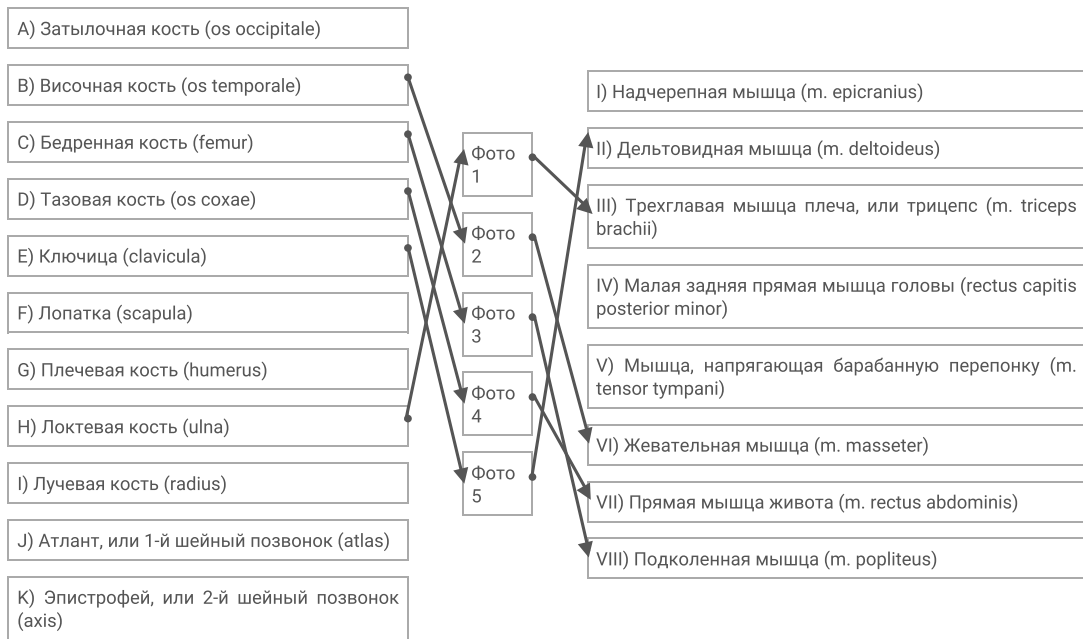 A) Затылочная кость (os occipitale)
B) Височная кость (os temporale)
C) Бедренная кость (femur)
D) Тазовая кость (os coxae)
E) Ключица (clavicula)
F) Лопатка (scapula)
G) Плечевая кость (humerus)
H) Локтевая кость (ulna)
I) Лучевая кость (radius)
J) Атлант, или 1-й шейный позвонок (atlas)
K) Эпистрофей, или 2-й шейный позвонок
(axis)
Фото
1
Фото
2
Фото
3
Фото
4
Фото
5
I) Надчерепная мышца (m. epicranius)
II) Дельтовидная мышца (m. deltoideus)
III) Трехглавая мышца плеча, или трицепс (m. triceps
brachii)
IV) Малая задняя прямая мышца головы (rectus capitis
posterior minor)
V) Мышца, напрягающая барабанную перепонку (m.
tensor tympani)
VI) Жевательная мышца (m. masseter)
VII) Прямая мышца живота (m. rectus abdominis)
VIII) Подколенная мышца (m. popliteus)